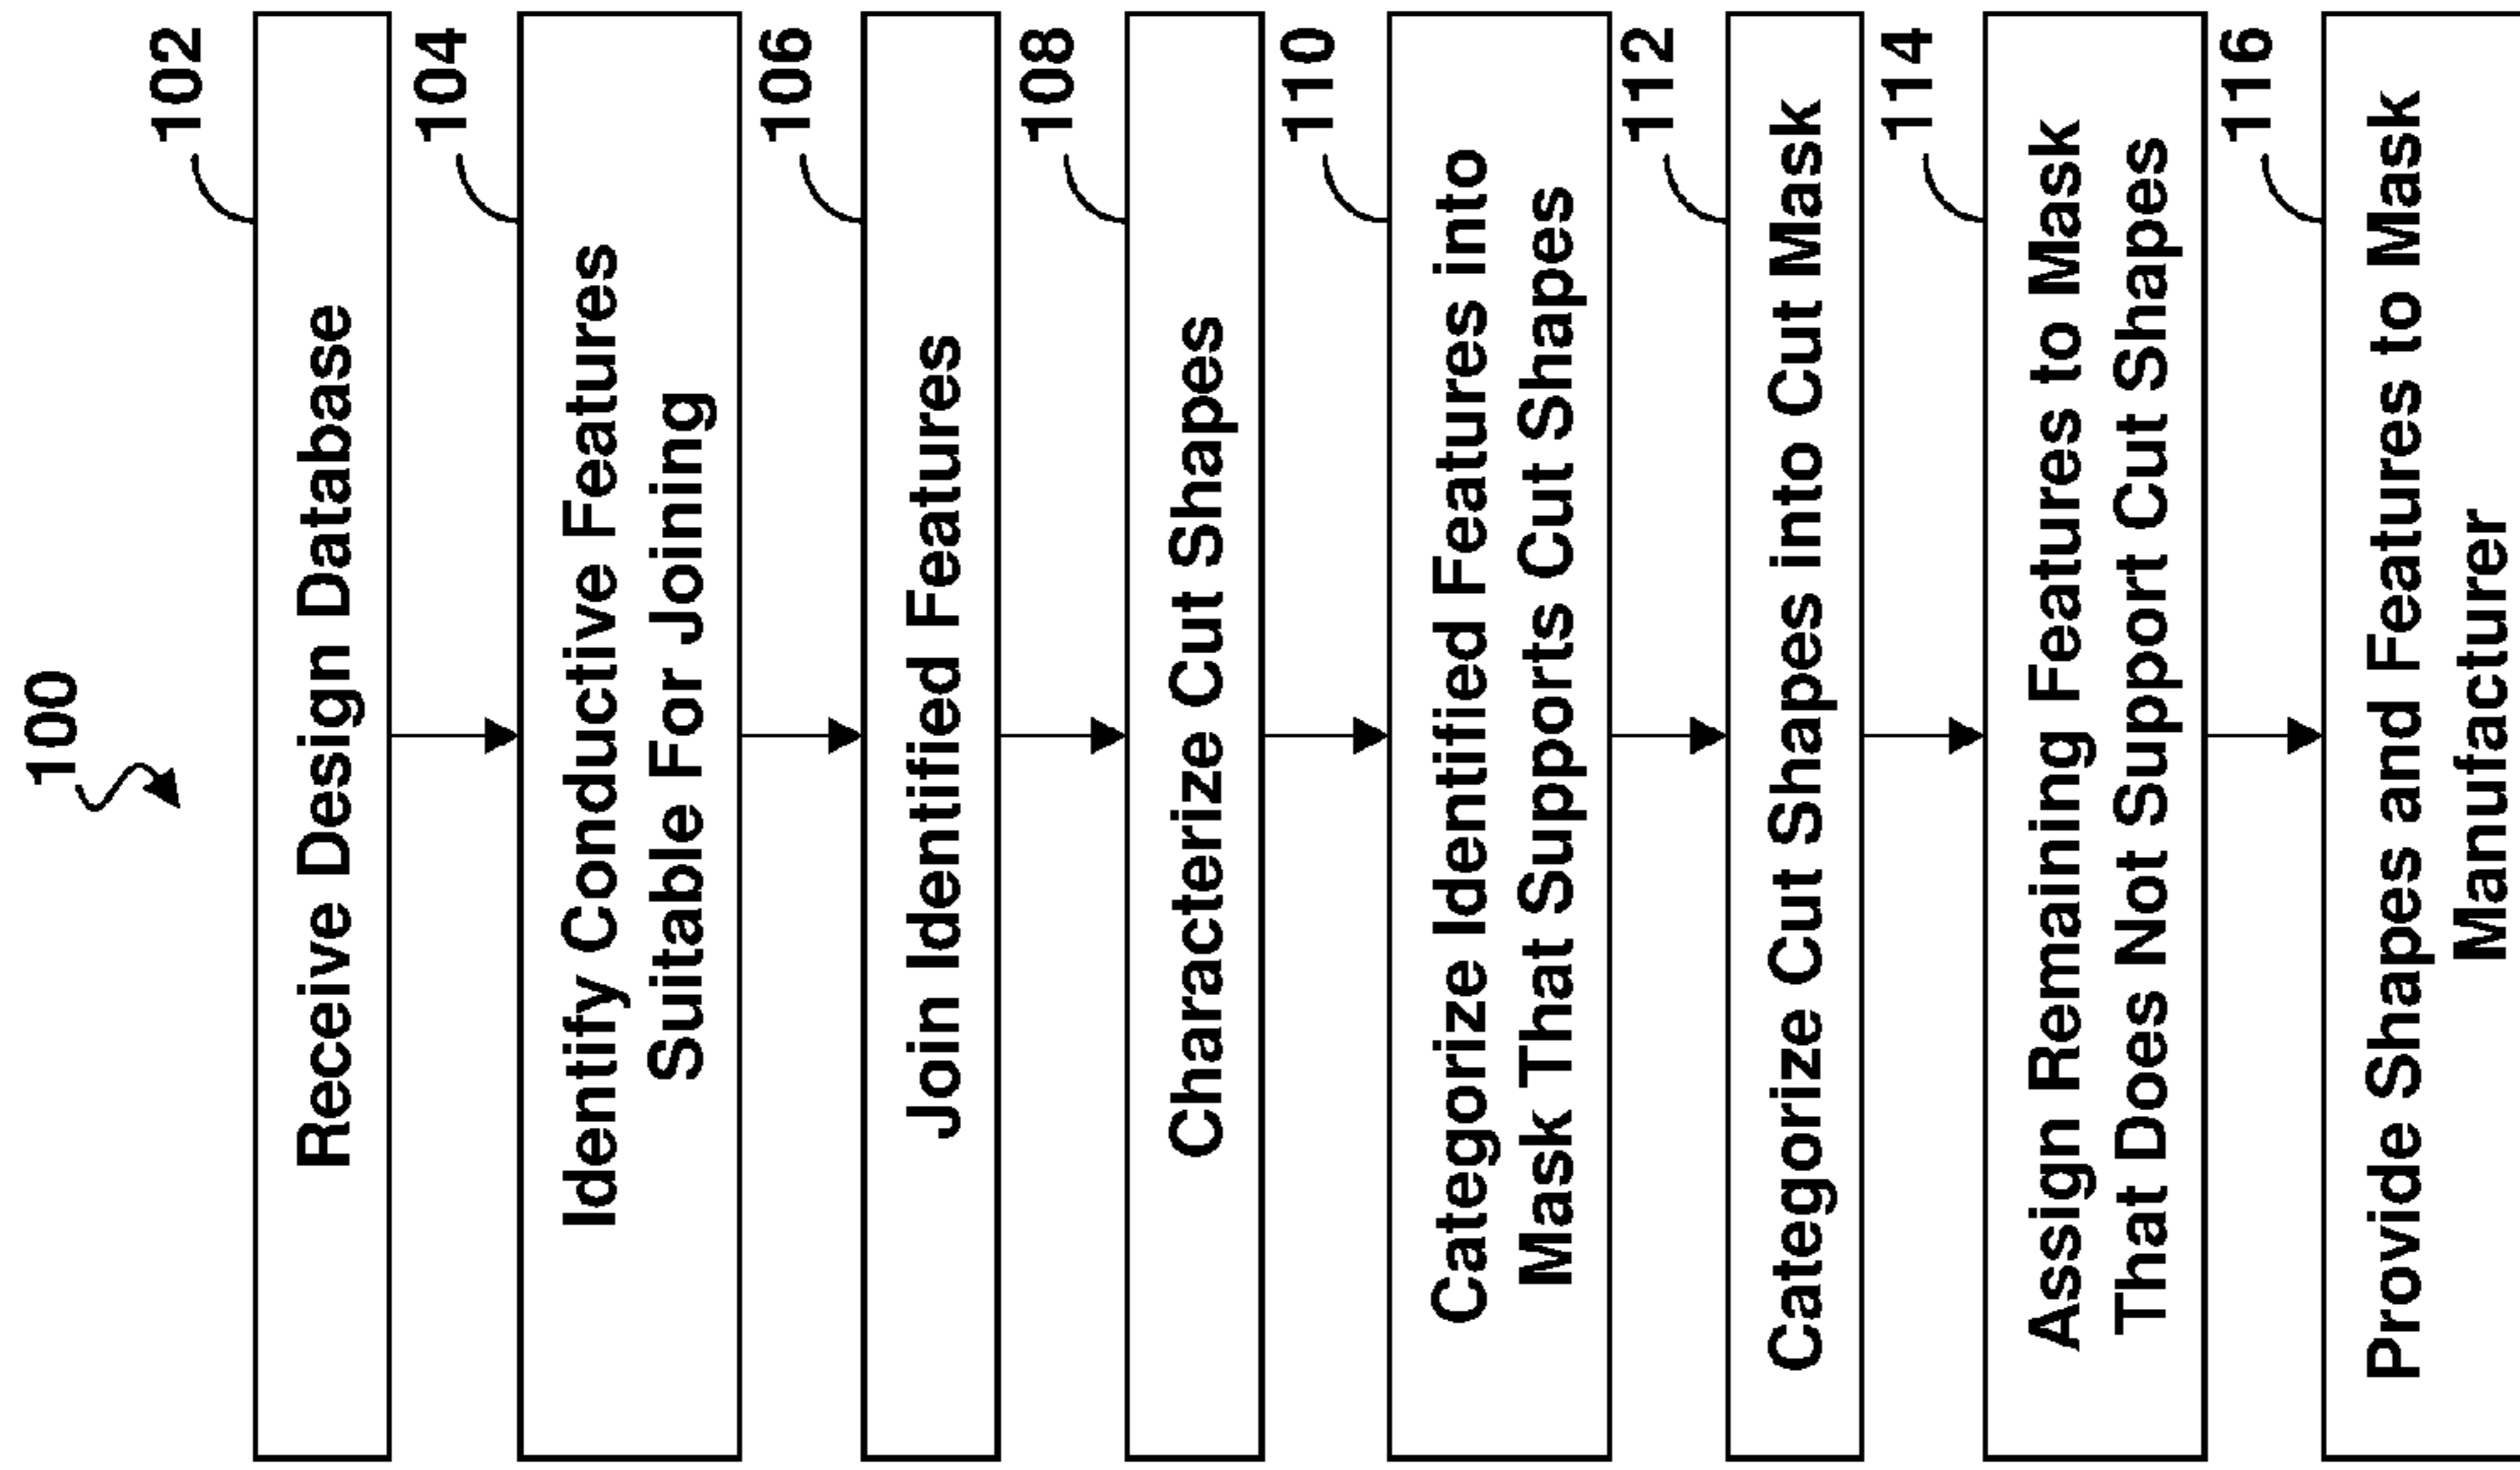 100
102
Receive Design Database
104
Identify Conductive Features
Suitable For Joining
106
Join Identified Features
108
Characterize Cut Shapes
110
Categorize Identified Features into
Mask That Supports Cut Shapes
112
Categorize Cut Shapes into Cut Mask
114
Assign Remaining Features to Mask
That Does Not Support Cut Shapes
116
Provide Shapes and Features to Mask
Manufacturer